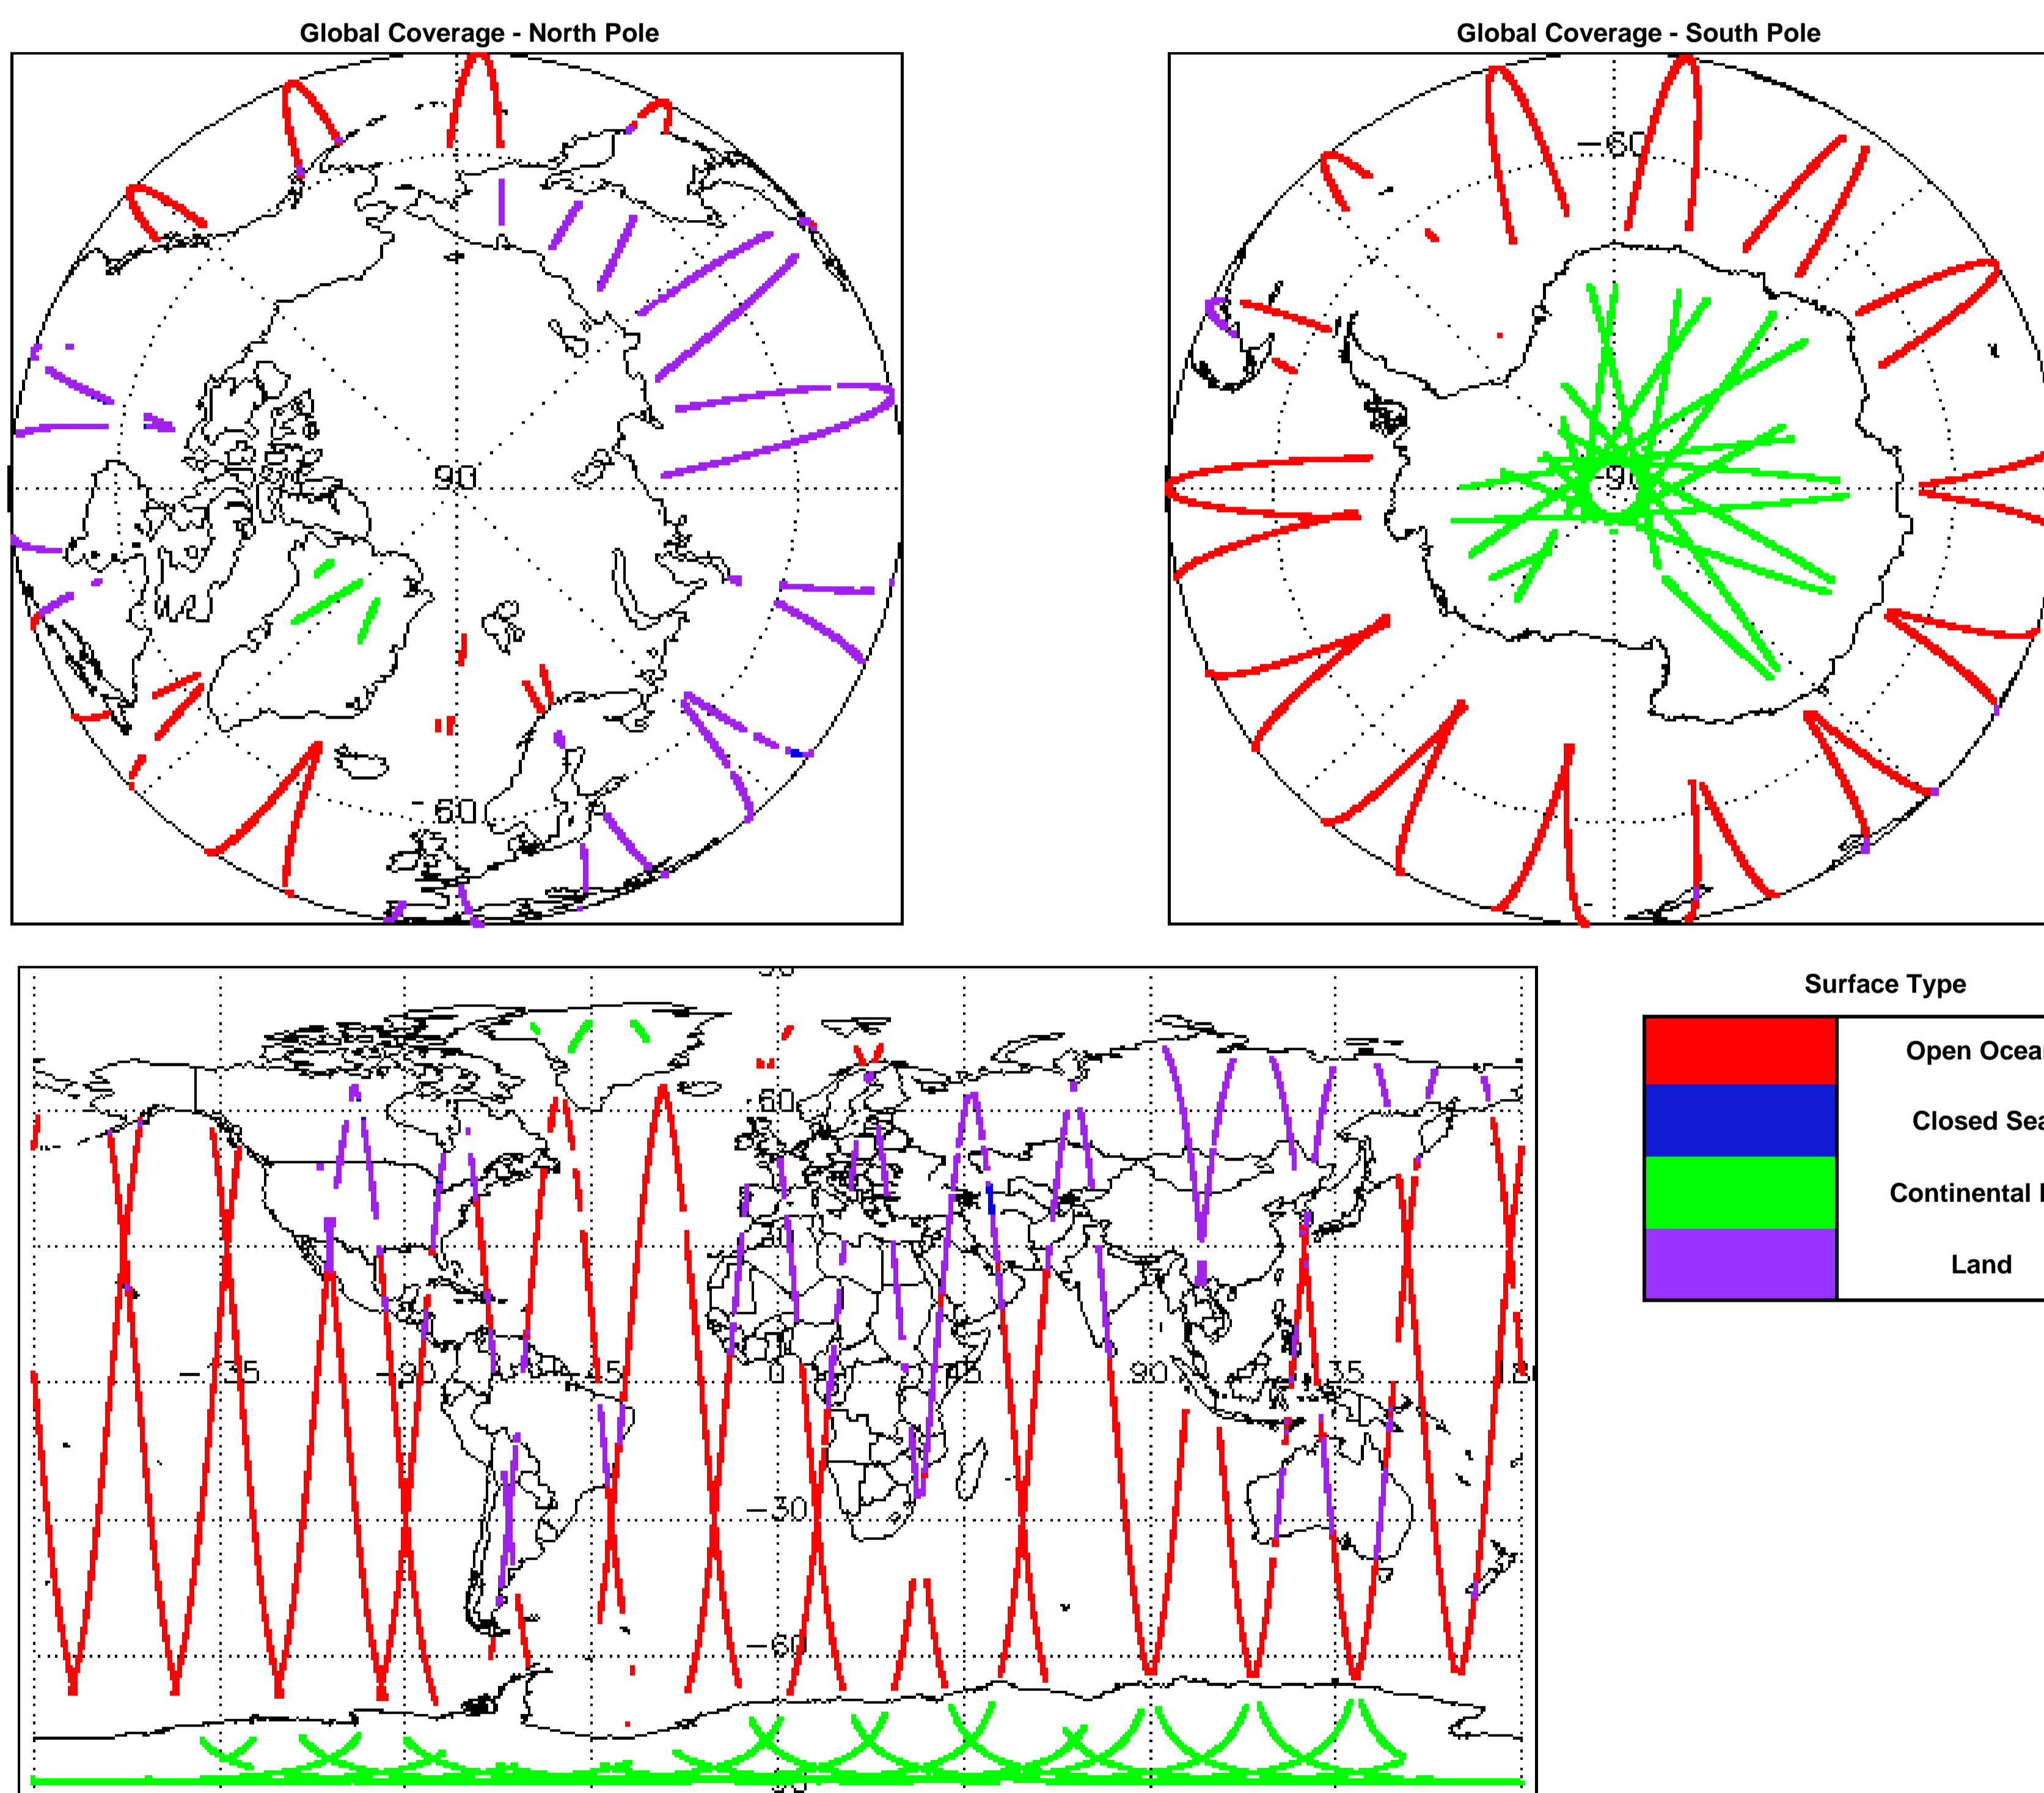 Global Coverage - North Pole
Global Coverage - South Pole
90
-60
-60
-90
60
30
-135
-90
-45
0
45
90
135
180
-30
-60
Surface Type
Open Ocea
Closed Sea
Continental
Land